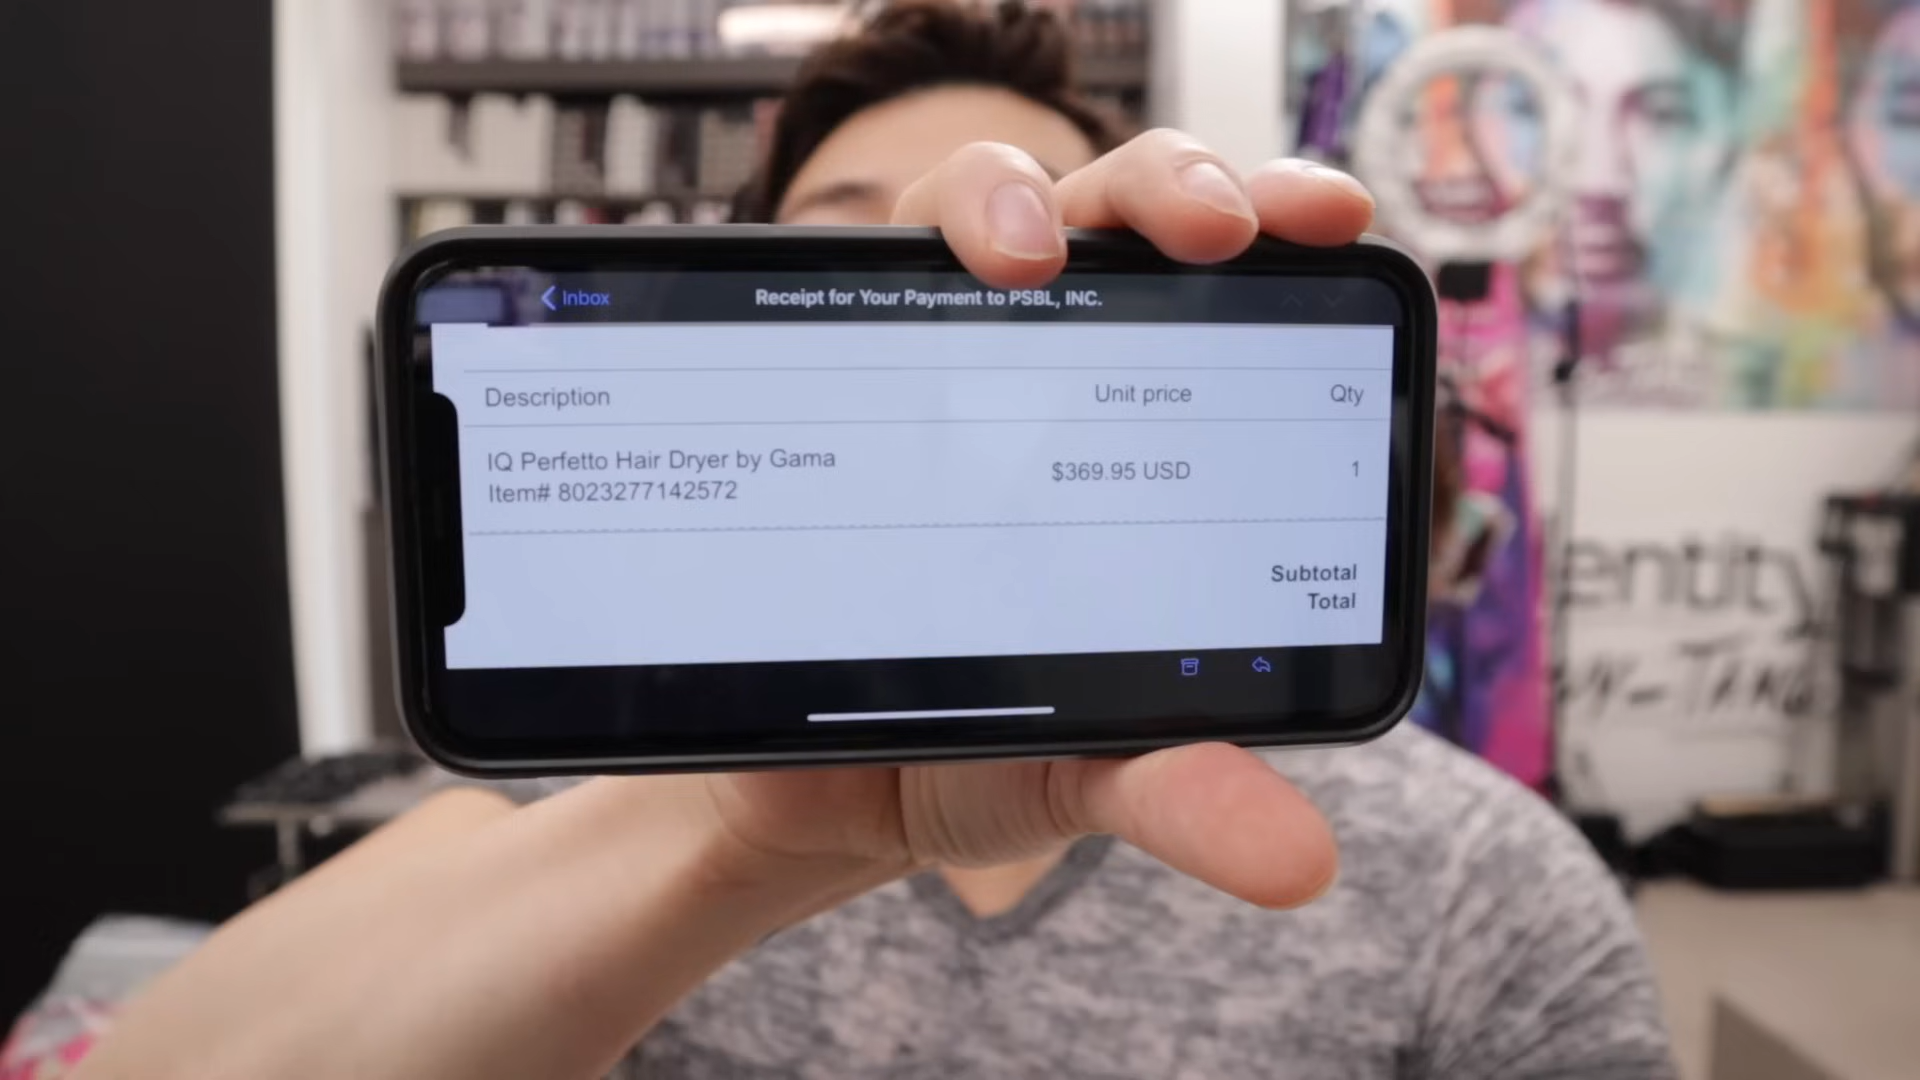 Inbox
Receipt for Your Payment to PSBL, INC.
Description Unit price Qty
IQ Perfetto Hair Dryer by Gama
Item# 8023277142572
$369.95 USD 1
Subtotal
Total
entity